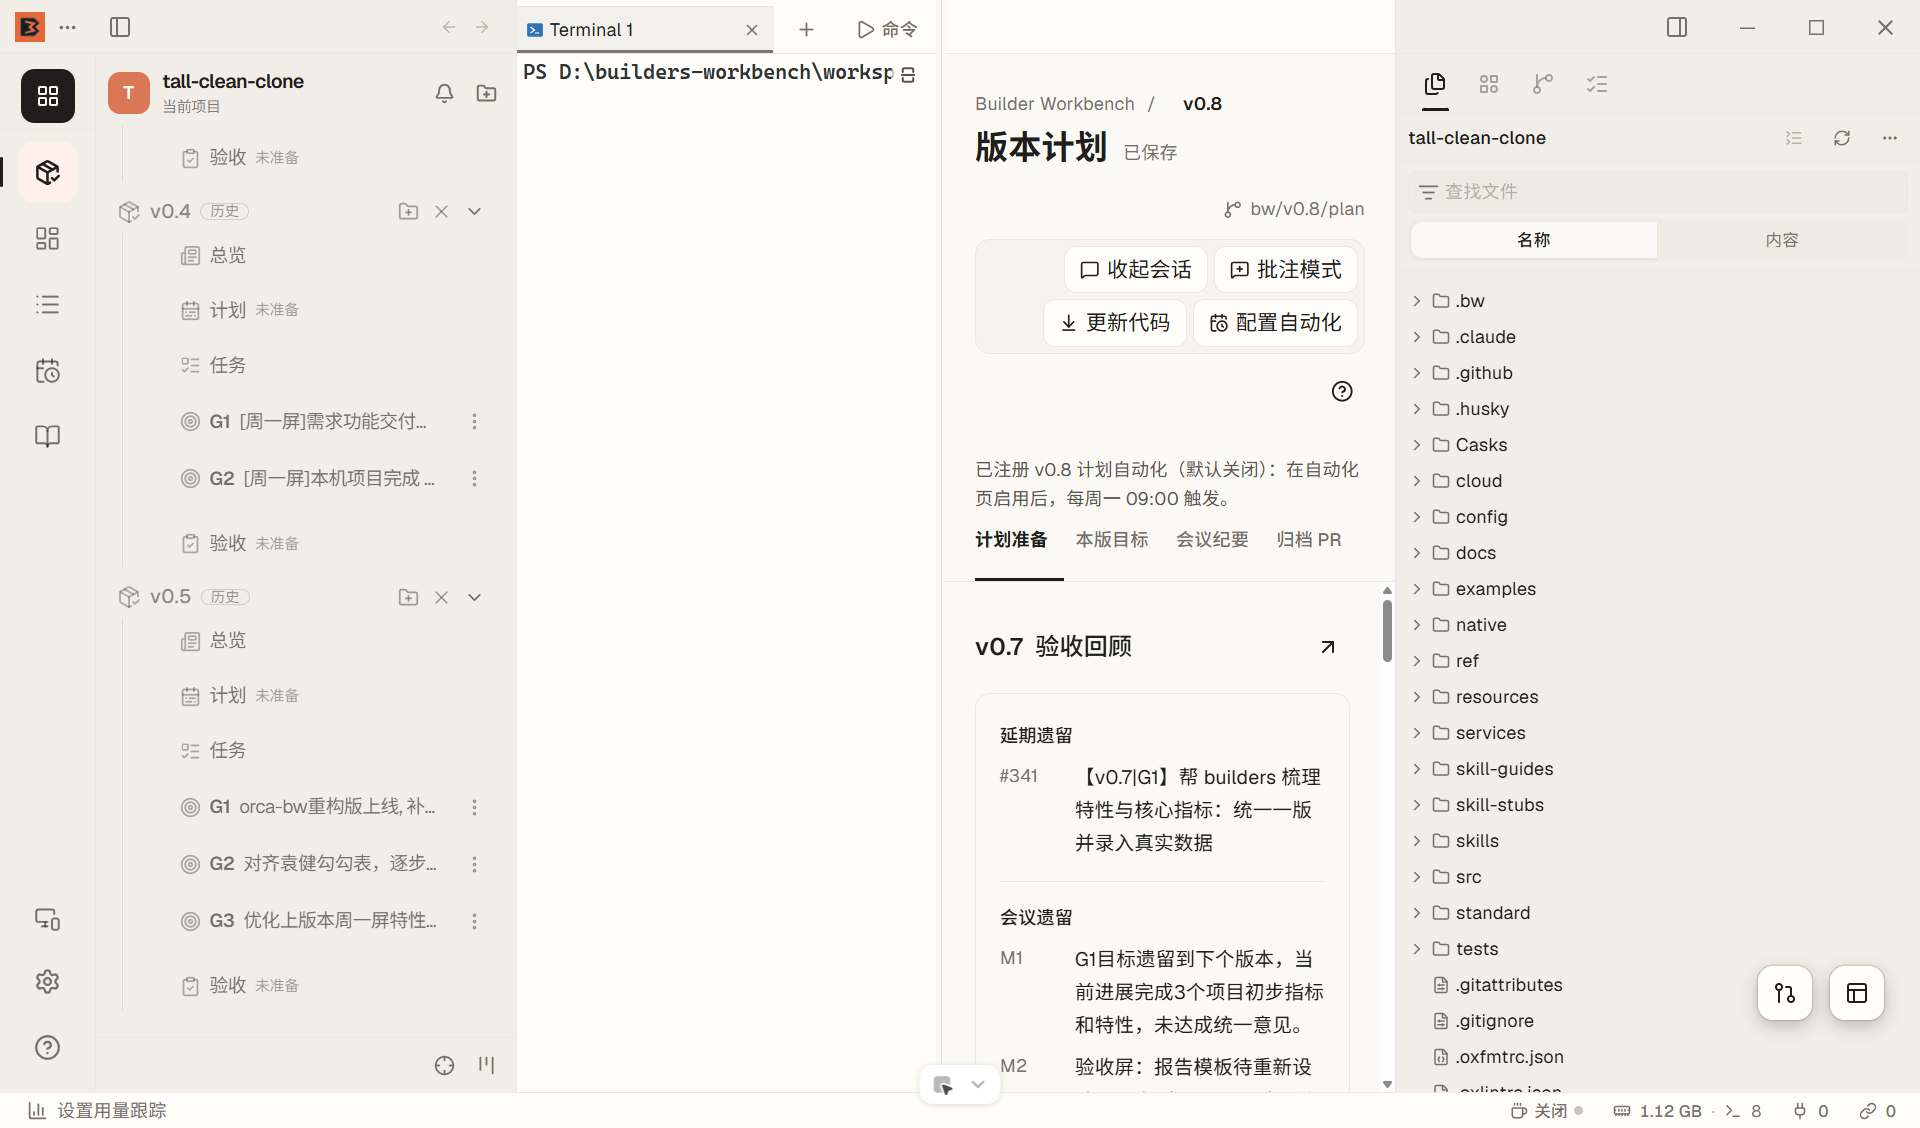 Terminal 1
命令
tall-clean-clone
当前项目
T
验收 未准备
v0.4 历史
总览
计划 未准备
任务
G1 [周一屏]需求功能交付...
G2 [周一屏]本机项目完成 ...
验收 未准备
v0.5 历史
总览
计划 未准备
任务
G1 orca-bw重构版上线, 补...
G2 对齐袁健勾勾表，逐步...
G3 优化上版本周一屏特性...
验收 未准备
设置用量跟踪
PS D:\builders-workbench\worksp
Builder Workbench / v0.8
版本计划 已保存
bw/v0.8/plan
收起会话 批注模式
更新代码 配置自动化
已注册 v0.8 计划自动化（默认关闭）：在自动化
页启用后，每周一 09:00 触发。
计划准备 本版目标 会议纪要 归档 PR
v0.7 验收回顾
延期遗留
#341 【v0.7|G1】帮 builders 梳理
特性与核心指标：统一一版
并录入真实数据
会议遗留
M1 G1目标遗留到下个版本，当
前进展完成3个项目初步指标
和特性，未达成统一意见。
M2 验收屏：报告模板待重新设
tall-clean-clone
查找文件
名称 内容
.bw
.claude
.github
.husky
Casks
cloud
config
docs
examples
native
ref
resources
services
skill-guides
skill-stubs
skills
src
standard
tests
.gitattributes
.gitignore
.oxfmtrc.json
.oxlintrc.json
关闭 1.12 GB · 8 0 0